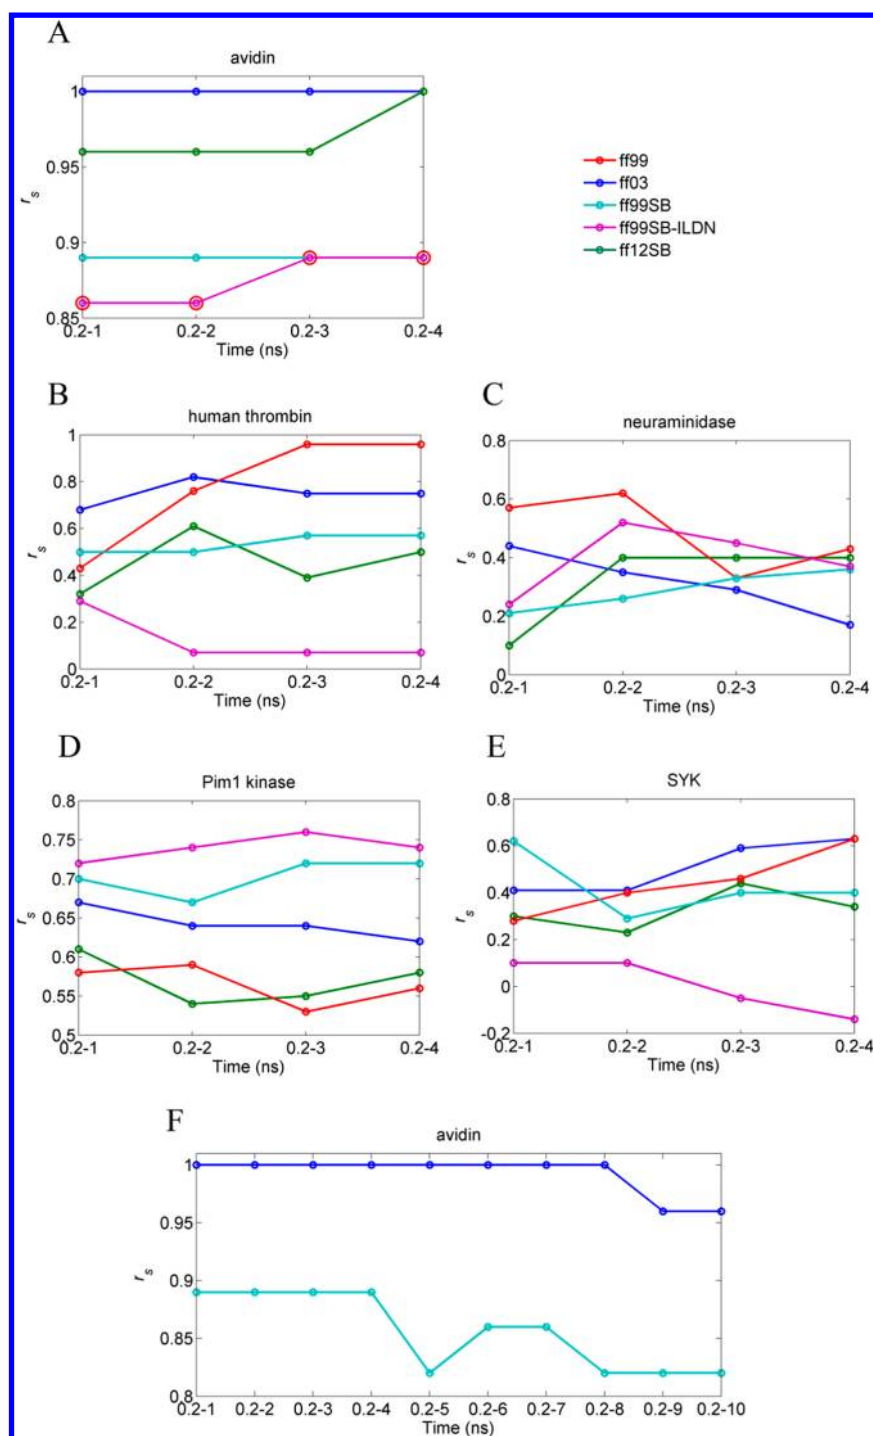 A
avidin
1
0.95
0.9
0.85
r_s
0.2-1 0.2-2 0.2-3 0.2-4
Time (ns)
ff99
ff03
ff99SB
ff99SB-ILDN
ff12SB
B
human thrombin
1
0.8
0.6
0.4
0.2
0
r_s
0.2-1 0.2-2 0.2-3 0.2-4
Time (ns)
C
neuraminidase
0.8
0.6
0.4
0.2
0
r_s
0.2-1 0.2-2 0.2-3 0.2-4
Time (ns)
D
Pim1 kinase
0.8
0.75
0.7
0.65
0.6
0.55
0.5
r_s
0.2-1 0.2-2 0.2-3 0.2-4
Time (ns)
E
SYK
0.8
0.6
0.4
0.2
0
-0.2
r_s
0.2-1 0.2-2 0.2-3 0.2-4
Time (ns)
F
avidin
1
0.95
0.9
0.85
0.8
r_s
0.2-1 0.2-2 0.2-3 0.2-4 0.2-5 0.2-6 0.2-7 0.2-8 0.2-9 0.2-10
Time (ns)